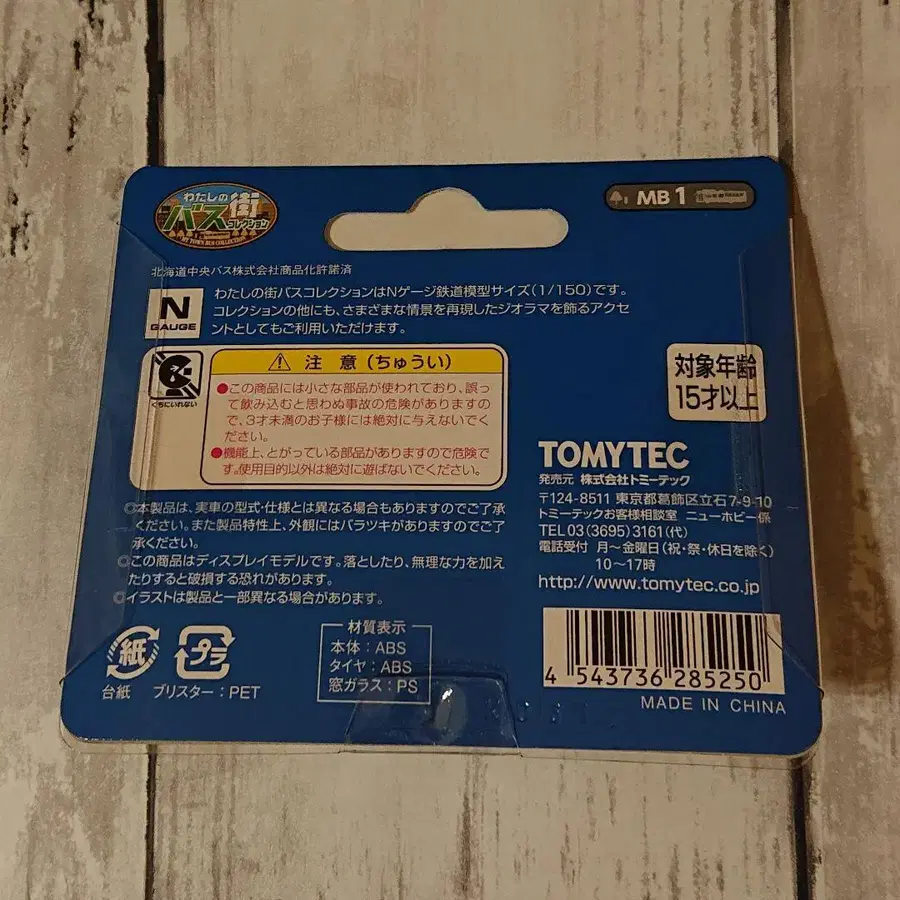 わたしの
バス街
コレクション
MY TOWN BUS COLLECTION
MB 1
北海道中央バス株式会社商品化許諾済
N
GAUGE
わたしの街バスコレクションはNゲージ鉄道模型サイズ(1/150)です。
コレクションの他にも、さまざまな情景を再現したジオラマを飾るアクセ
ントとしてもご利用いただけます。
くちにいれない
⚠ 注 意 (ちゅうい)
●この商品には小さな部品が使われており、誤っ
て飲み込むと思わぬ事故の危険がありますの
で、3才未満のお子様には絶対に与えないでく
ださい。
●機能上、とがっている部品がありますので危険で
す。使用目的以外は絶対に遊ばないでください。
対象年齢
15才以上
◎本製品は、実車の型式・仕様とは異なる場合もありますのでご了承
ください。また製品特性上、外観にはバラツキがありますのでご了
承ください。
◎この商品はディスプレイモデルです。落としたり、無理な力を加え
たりすると破損する恐れがあります。
◎イラストは製品と一部異なる場合があります。
TOMYTEC
発売元 株式会社トミーテック
〒124-8511 東京都葛飾区立石7-9-10
トミーテックお客様相談室 ニューホビー係
TEL 03(3695)3161(代)
電話受付 月〜金曜日(祝・祭・休日を除く)
10〜17時
http://www.tomytec.co.jp
紙
台紙
プラ
ブリスター:PET
材質表示
本体:ABS
タイヤ:ABS
窓ガラス:PS
4 543736 285250
MADE IN CHINA